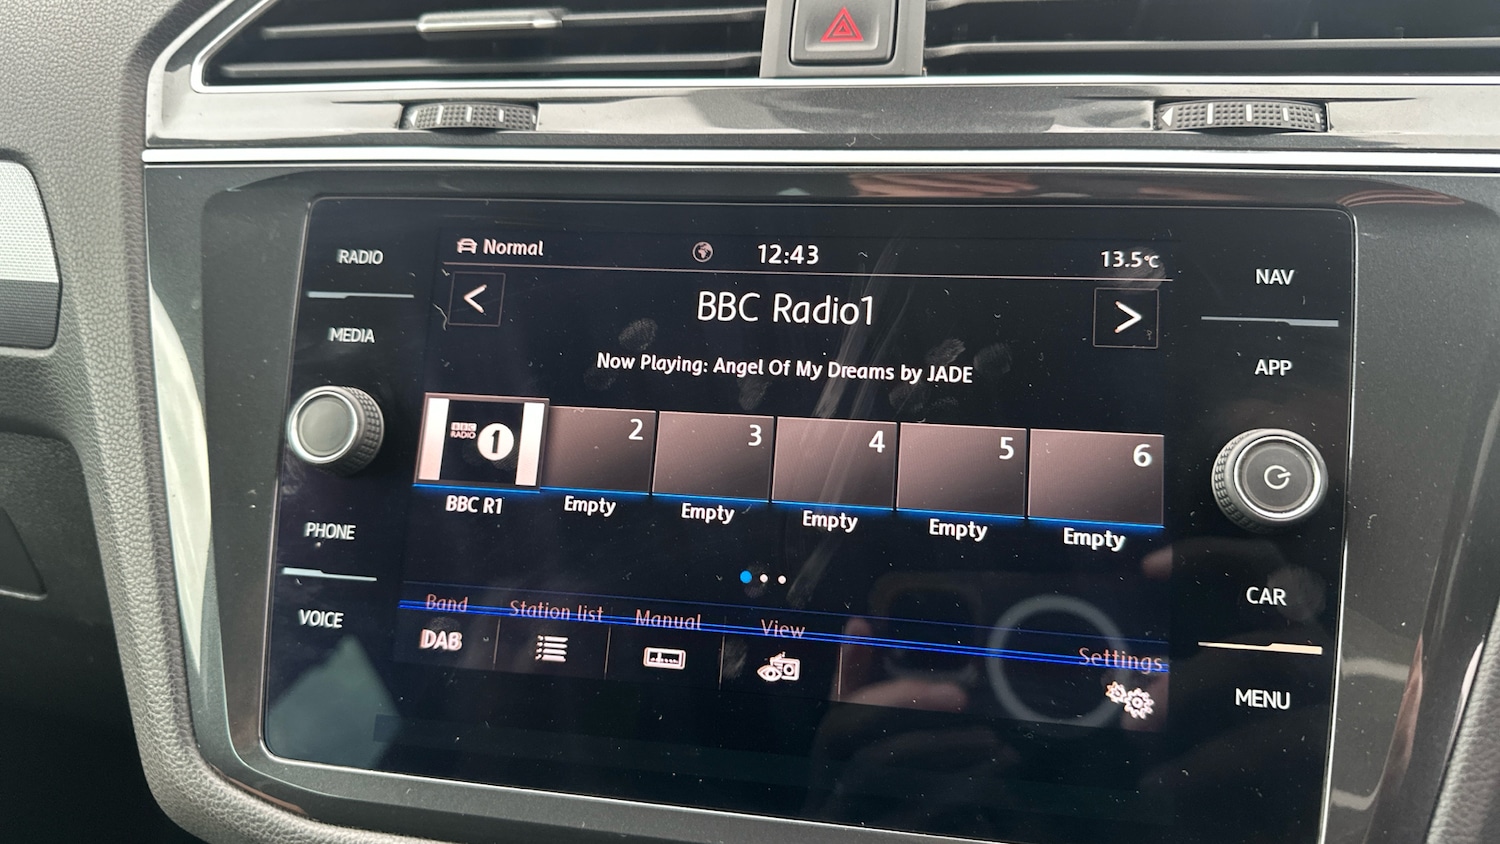 RADIO
MEDIA
PHONE
VOICE
Normal
12:43
13.5°C
<
BBC Radio1
>
Now Playing: Angel Of My Dreams by JADE
BBC
RADIO
1
2
3
4
5
6
BBC R1
Empty
Empty
Empty
Empty
Empty
Band
Station list
Manual
View
Settings
DAB
NAV
APP
CAR
MENU